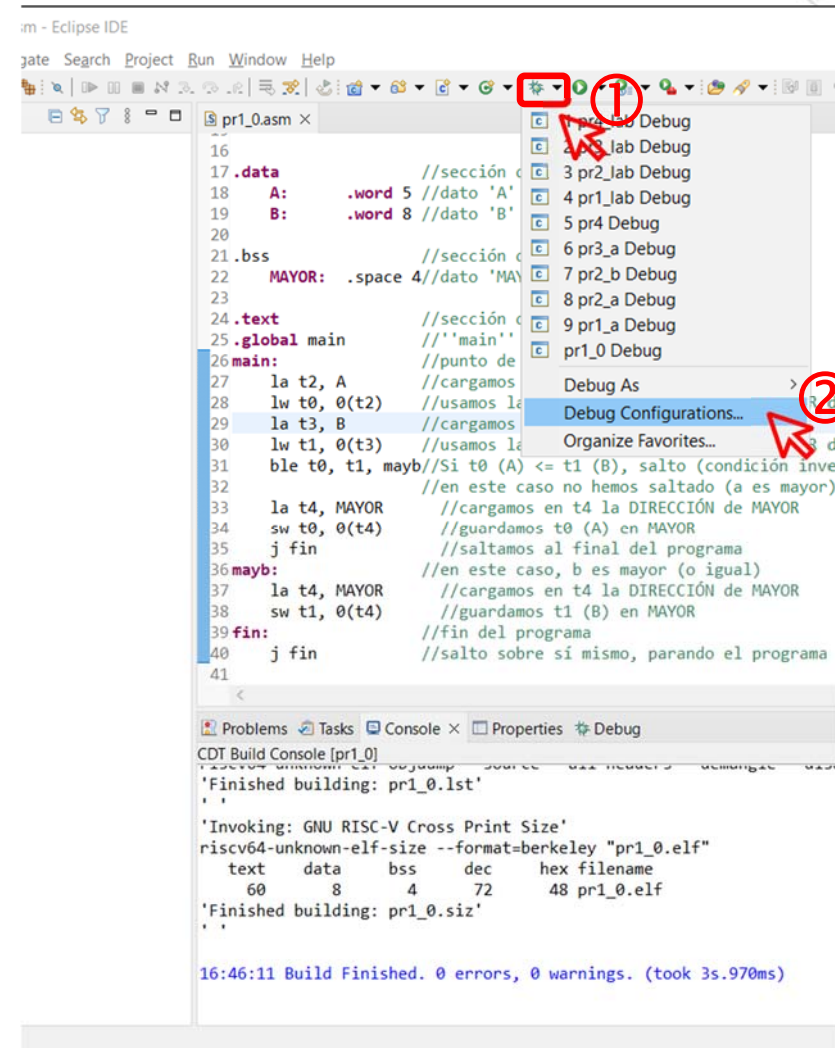 sm - Eclipse IDE
gate Search Project Run Window Help
①
pr1_0.asm
1 pr4_lab Debug
2 pr3_lab Debug
3 pr2_lab Debug
4 pr1_lab Debug
5 pr4 Debug
6 pr3_a Debug
7 pr2_b Debug
8 pr2_a Debug
9 pr1_a Debug
pr1_0 Debug
Debug As
Debug Configurations...
②
Organize Favorites...
16
17 .data //sección
18 A: .word 5 //dato 'A'
19 B: .word 8 //dato 'B'
20
21 .bss //sección
22 MAYOR: .space 4//dato 'MAY
23
24 .text //sección
25 .global main //''main''
26 main: //punto de
27 la t2, A //cargamos
28 lw t0, 0(t2) //usamos la
29 la t3, B //cargamos
30 lw t1, 0(t3) //usamos la R d
31 ble t0, t1, mayb//Si t0 (A) <= t1 (B), salto (condición inve
32 //en este caso no hemos saltado (a es mayor)
33 la t4, MAYOR //cargamos en t4 la DIRECCIÓN de MAYOR
34 sw t0, 0(t4) //guardamos t0 (A) en MAYOR
35 j fin //saltamos al final del programa
36 mayb: //en este caso, b es mayor (o igual)
37 la t4, MAYOR //cargamos en t4 la DIRECCIÓN de MAYOR
38 sw t1, 0(t4) //guardamos t1 (B) en MAYOR
39 fin: //fin del programa
40 j fin //salto sobre sí mismo, parando el programa
41
Problems Tasks Console Properties Debug
CDT Build Console [pr1_0]
'Finished building: pr1_0.lst'
' '
'Invoking: GNU RISC-V Cross Print Size'
riscv64-unknown-elf-size --format=berkeley "pr1_0.elf"
text data bss dec hex filename
60 8 4 72 48 pr1_0.elf
'Finished building: pr1_0.siz'
' '
16:46:11 Build Finished. 0 errors, 0 warnings. (took 3s.970ms)